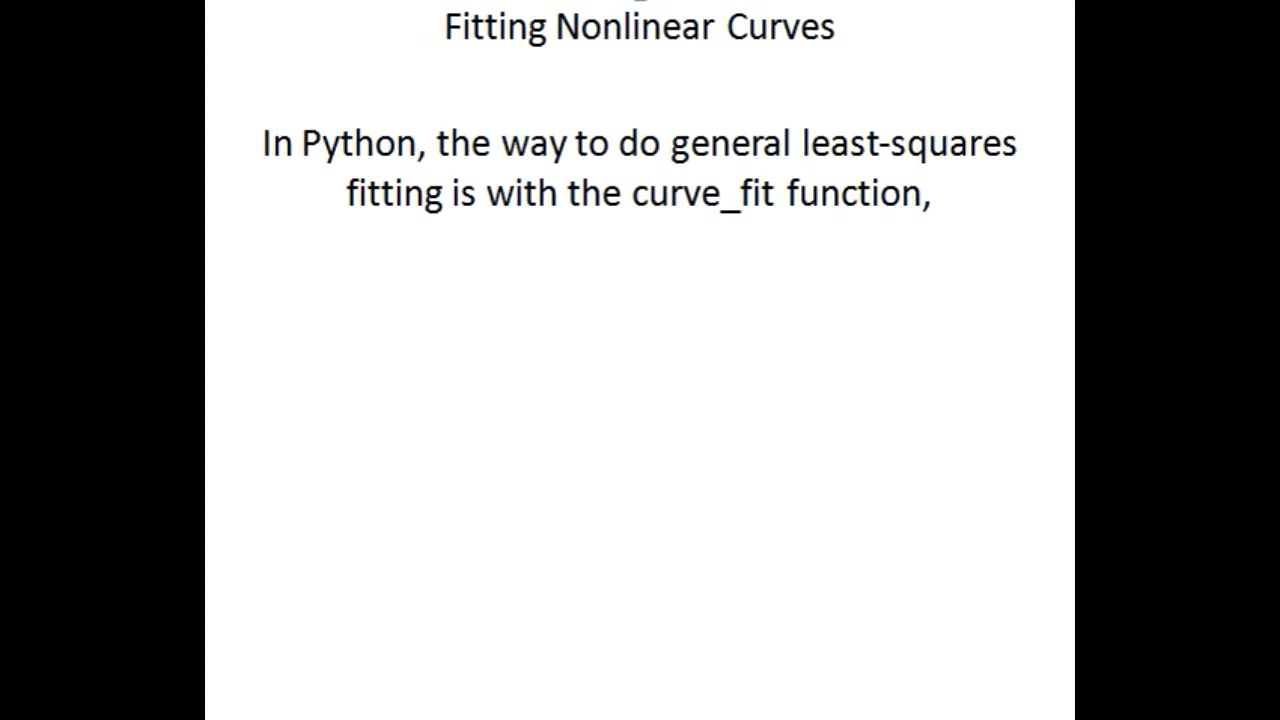 Fitting Nonlinear Curves
In Python, the way to do general least-squares
fitting is with the curve_fit function,